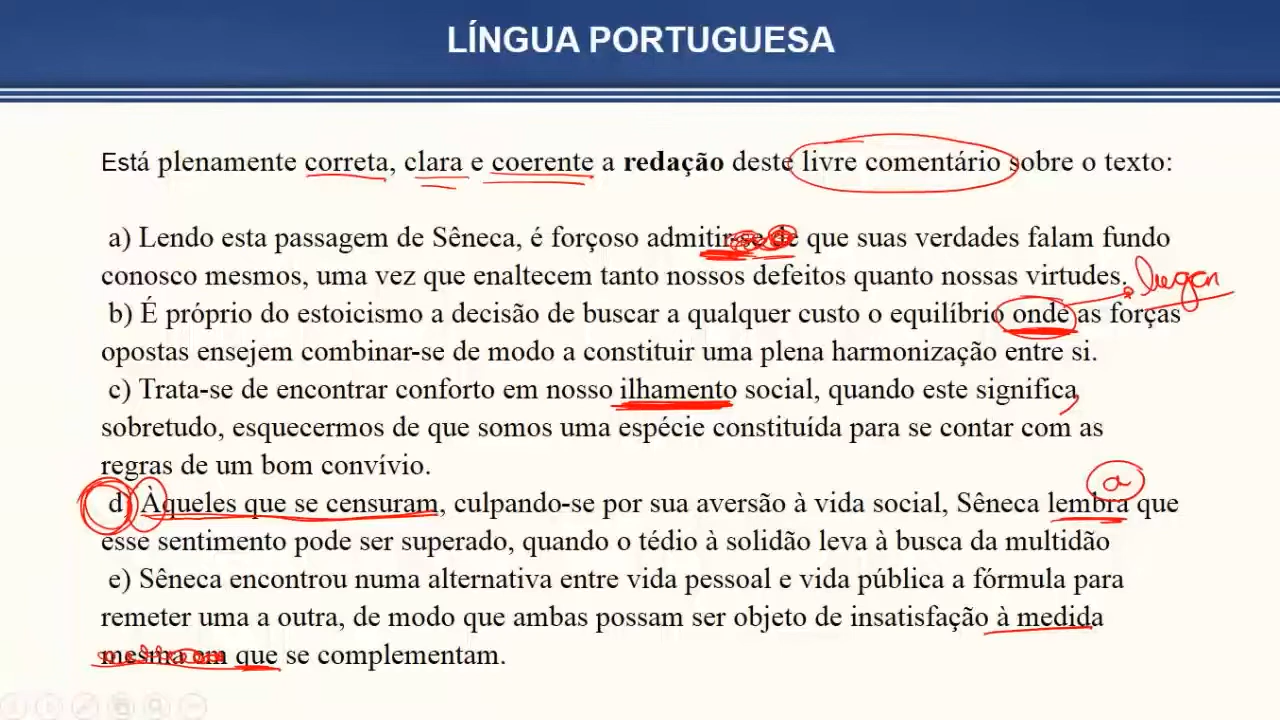 LÍNGUA PORTUGUESA
Está plenamente correta, clara e coerente a redação deste livre comentário sobre o texto:
a) Lendo esta passagem de Sêneca, é forçoso admitir-se de que suas verdades falam fundo
conosco mesmos, uma vez que enaltecem tanto nossos defeitos quanto nossas virtudes.
lugar
b) É próprio do estoicismo a decisão de buscar a qualquer custo o equilíbrio onde as forças
opostas ensejem combinar-se de modo a constituir uma plena harmonização entre si.
c) Trata-se de encontrar conforto em nosso ilhamento social, quando este significa,
sobretudo, esquecermos de que somos uma espécie constituída para se contar com as
regras de um bom convívio.
a
d) Àqueles que se censuram, culpando-se por sua aversão à vida social, Sêneca lembra que
esse sentimento pode ser superado, quando o tédio à solidão leva à busca da multidão
e) Sêneca encontrou numa alternativa entre vida pessoal e vida pública a fórmula para
remeter uma a outra, de modo que ambas possam ser objeto de insatisfação à medida
mesma em que se complementam.